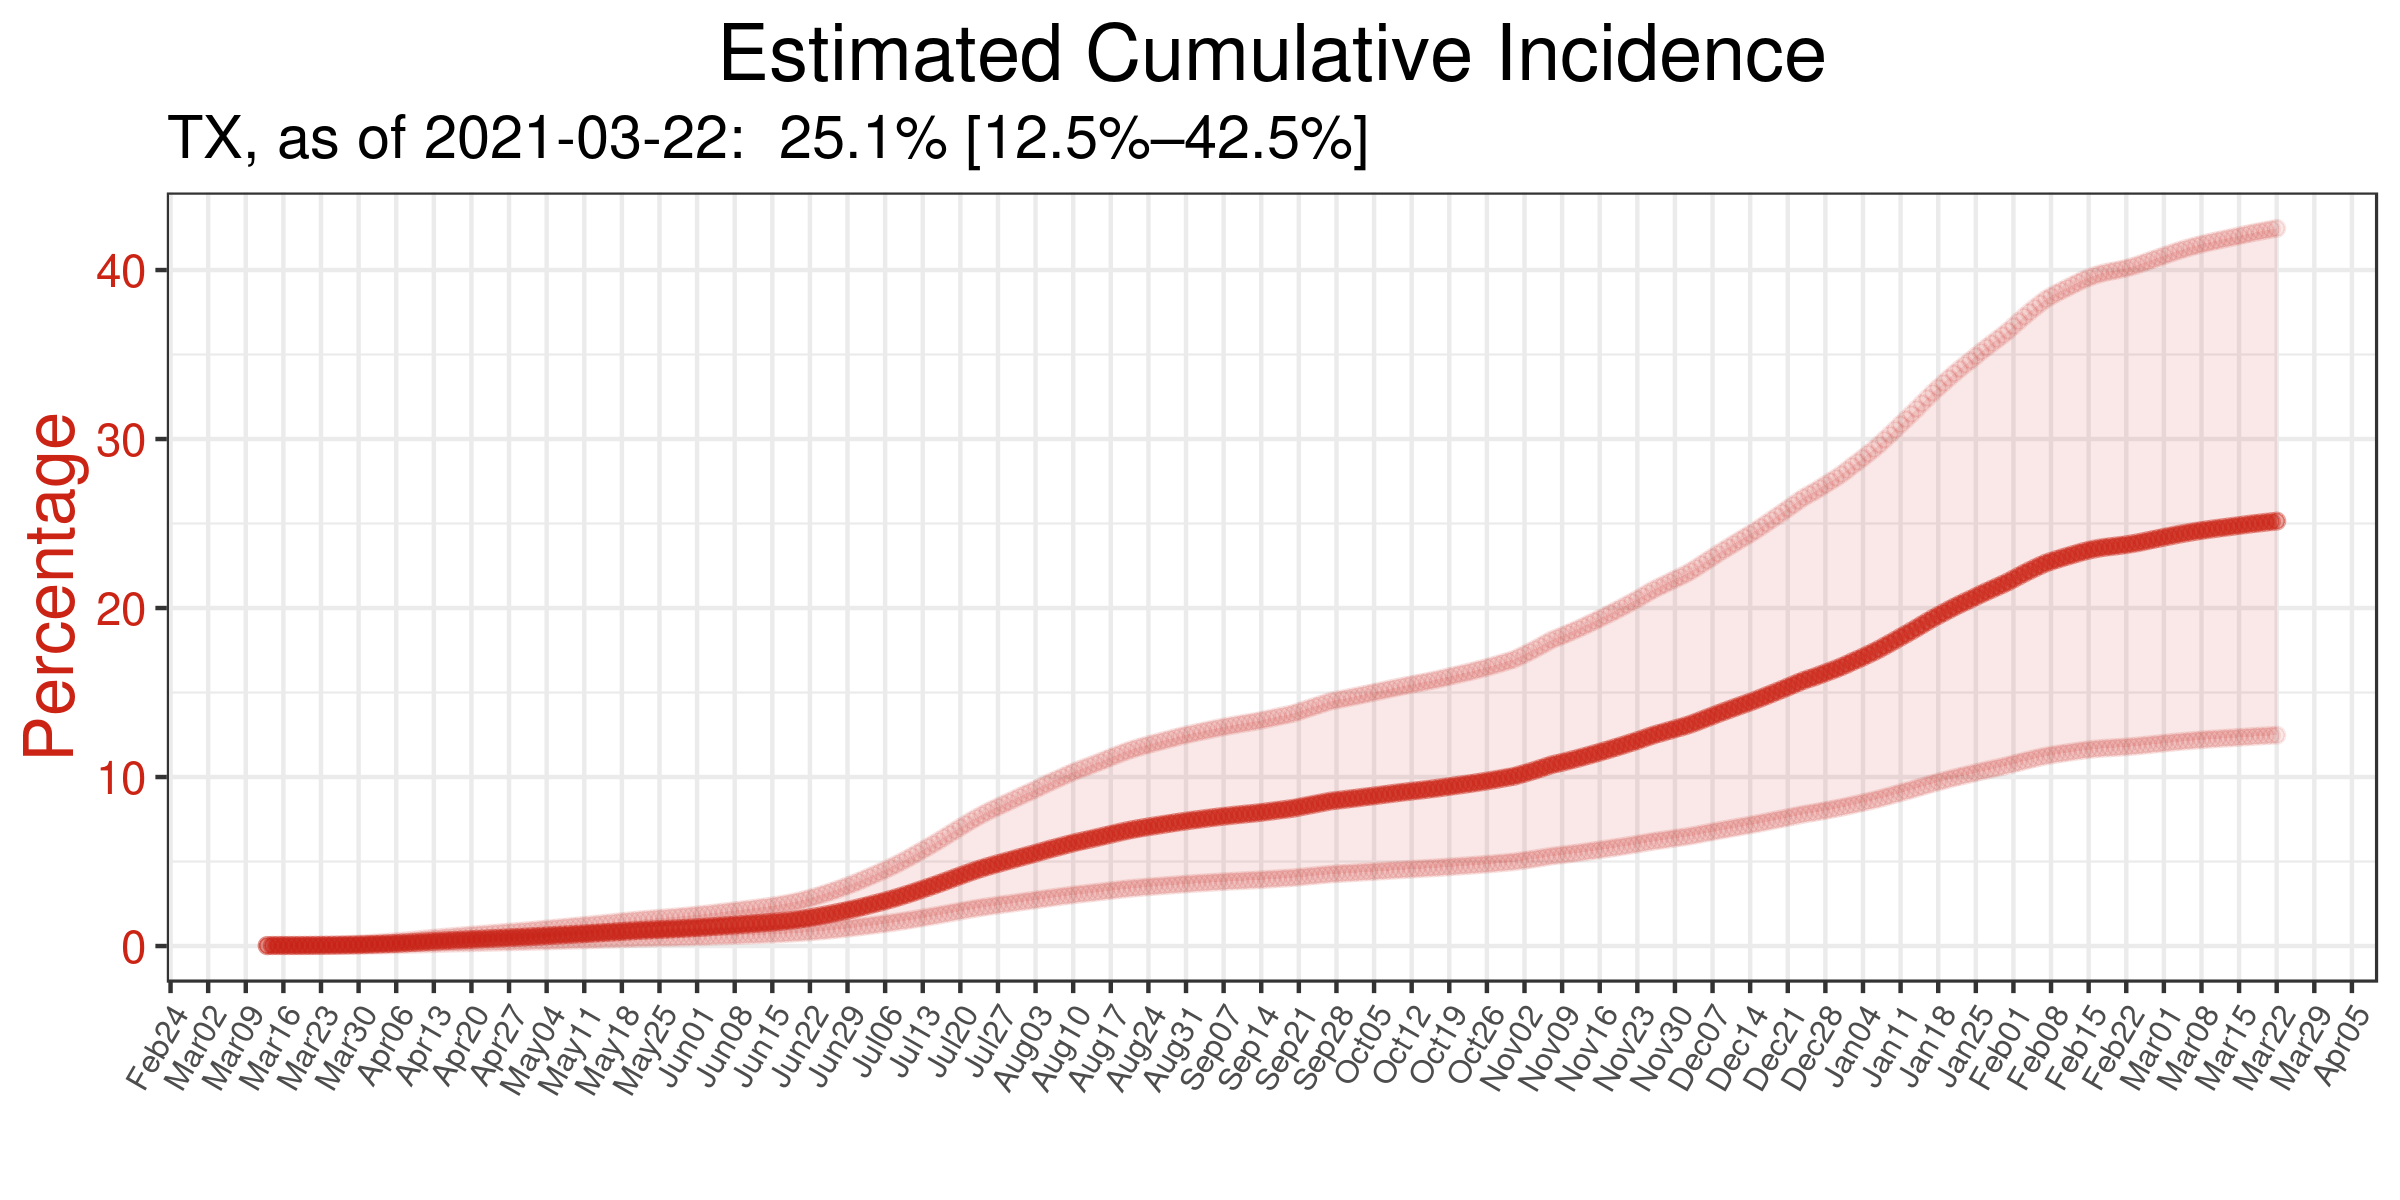 Estimated Cumulative Incidence
TX, as of 2021-03-22:  25.1% [12.5%–42.5%]
Percentage
40
30
20
10
0
Feb24
Mar02
Mar09
Mar16
Mar23
Mar30
Apr06
Apr13
Apr20
Apr27
May04
May11
May18
May25
Jun01
Jun08
Jun15
Jun22
Jun29
Jul06
Jul13
Jul20
Jul27
Aug03
Aug10
Aug17
Aug24
Aug31
Sep07
Sep14
Sep21
Sep28
Oct05
Oct12
Oct19
Oct26
Nov02
Nov09
Nov16
Nov23
Nov30
Dec07
Dec14
Dec21
Dec28
Jan04
Jan11
Jan18
Jan25
Feb01
Feb08
Feb15
Feb22
Mar01
Mar08
Mar15
Mar22
Mar29
Apr05